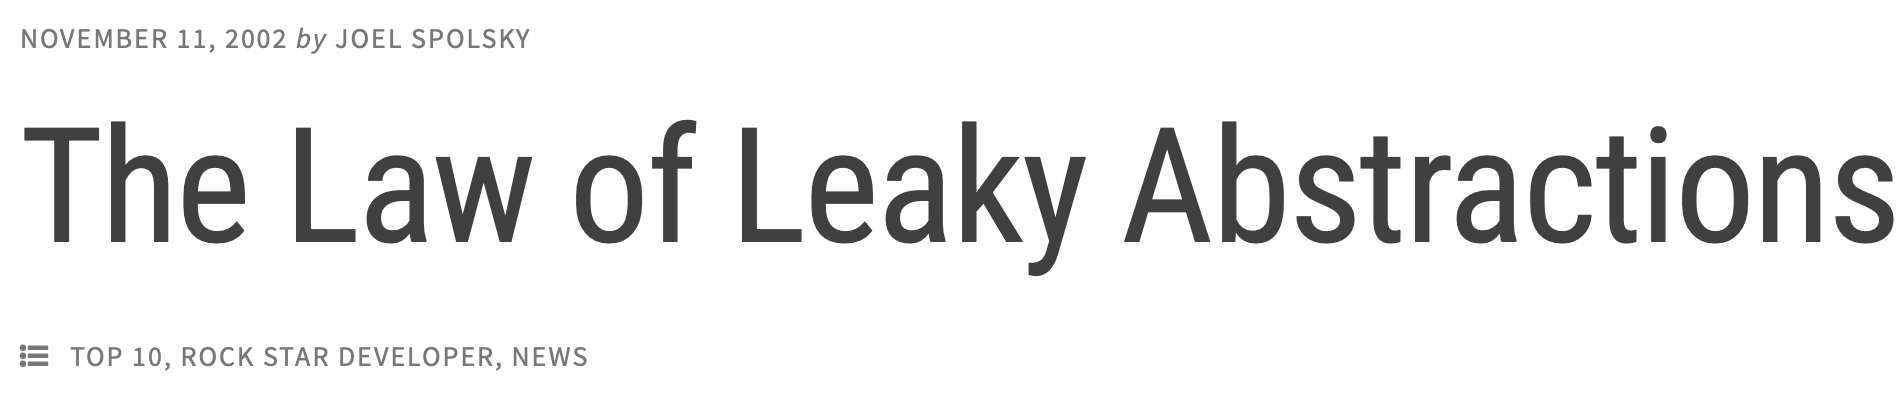 NOVEMBER 11, 2002 by JOEL SPOLSKY
The Law of Leaky Abstractions
TOP 10, ROCK STAR DEVELOPER, NEWS